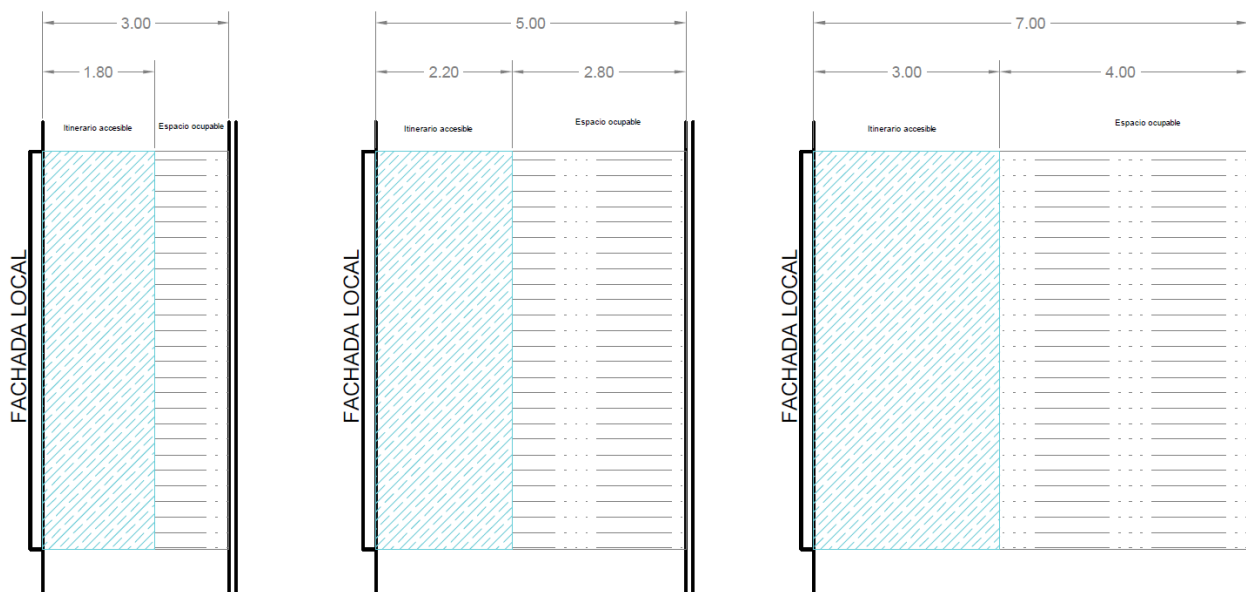 3.00
1.80
Itinerario accesible
Espacio ocupable
FACHADA LOCAL
5.00
2.20
2.80
Itinerario accesible
Espacio ocupable
FACHADA LOCAL
7.00
3.00
4.00
Itinerario accesible
Espacio ocupable
FACHADA LOCAL